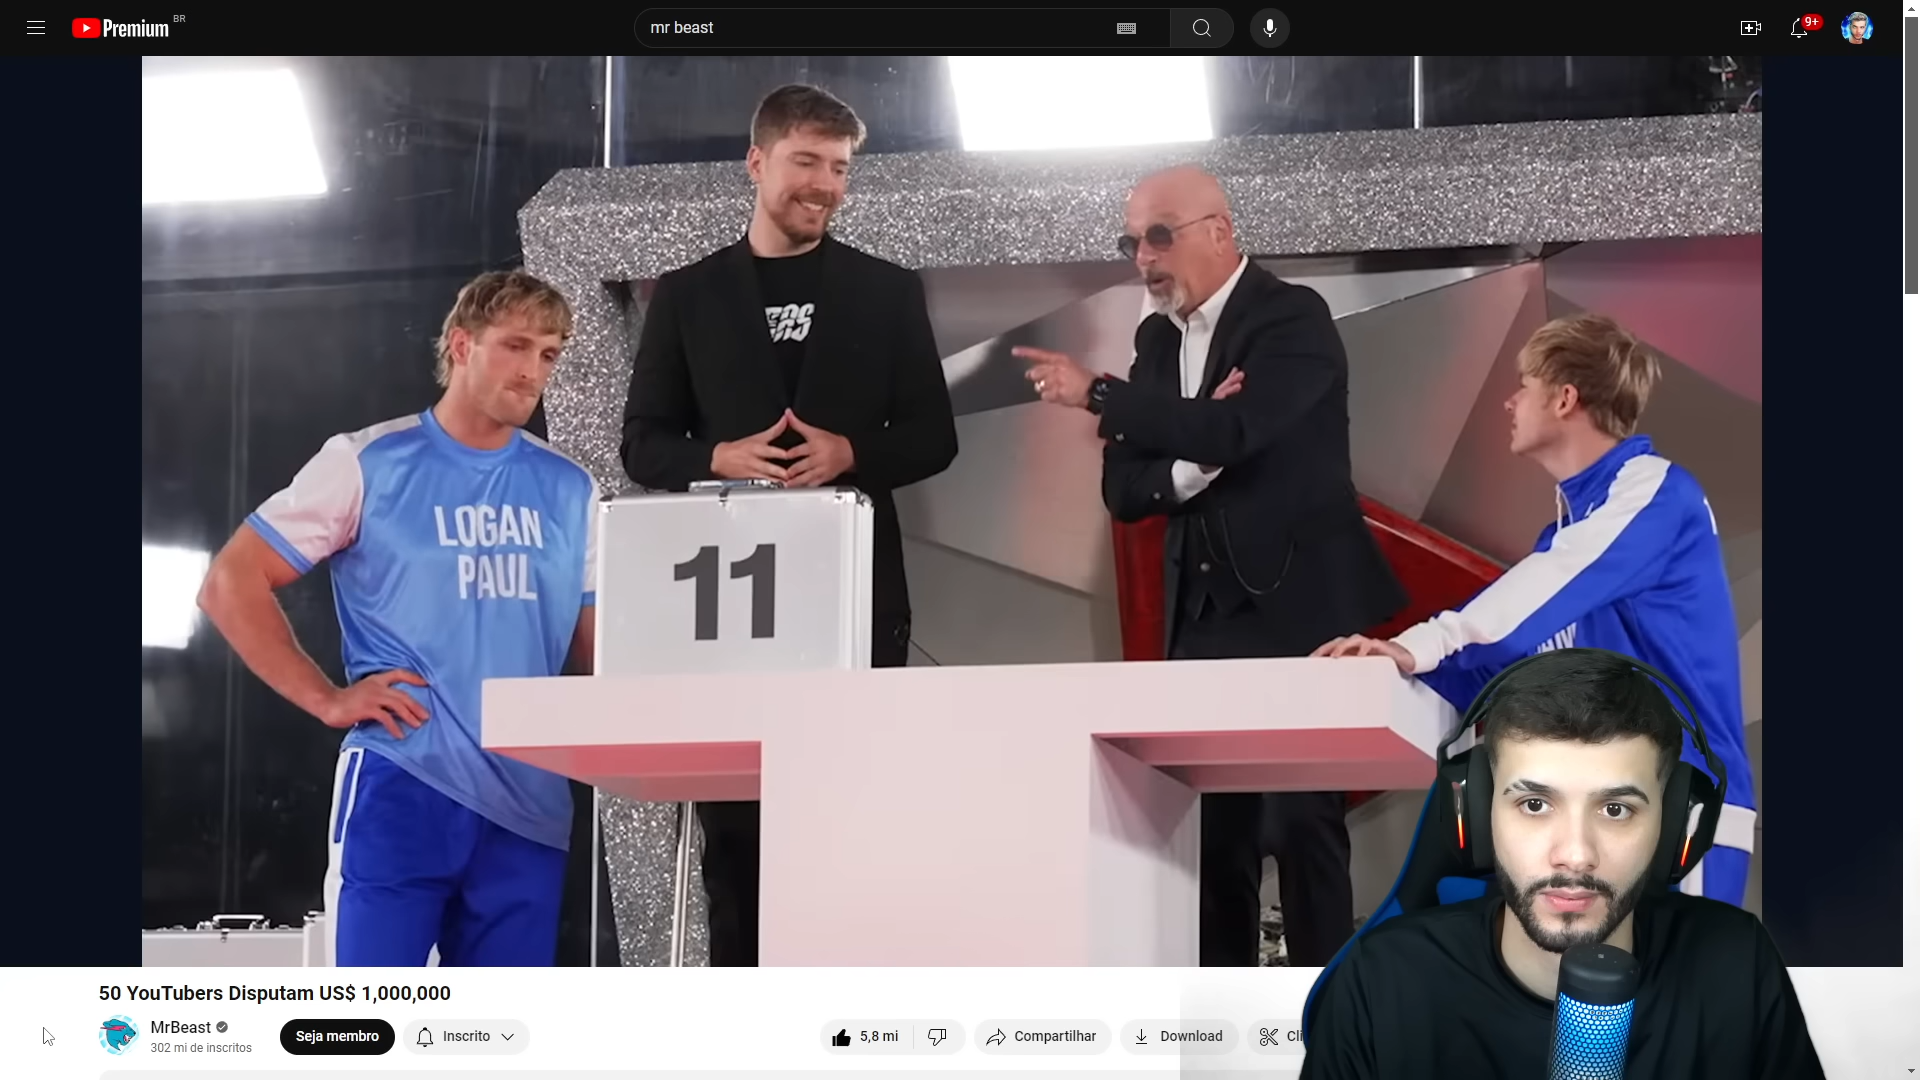 Premium BR
mr beast
9+
LOGAN
PAUL
11
50 YouTubers Disputam US$ 1,000,000
MrBeast
302 mi de inscritos
Seja membro
Inscrito
5,8 mi
Compartilhar
Download
Cli